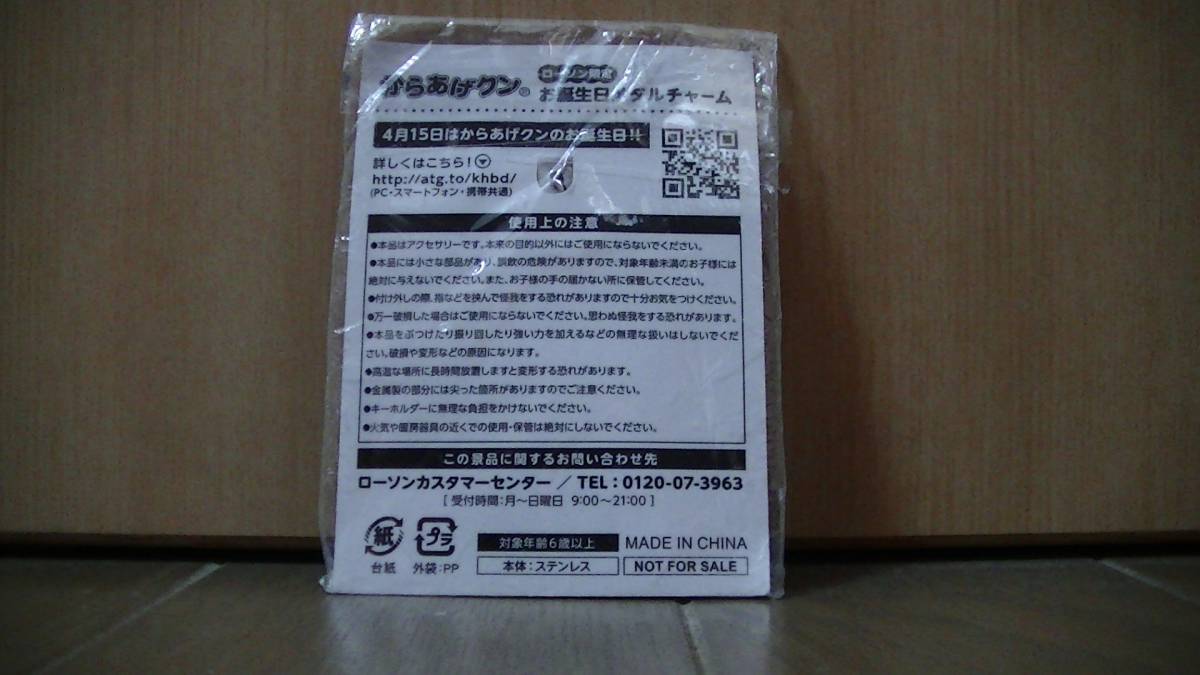 からあげクン®
ローソン限定
お誕生日メダルチャーム
4月15日はからあげクンのお誕生日!!
詳しくはこちら!
http://atg.to/khbd/
(PC・スマートフォン・携帯共通)
使用上の注意
●本品はアクセサリーです。本来の目的以外にはご使用にならないでください。
●本品には小さな部品があり、誤飲の危険がありますので、対象年齢未満のお子様には
絶対に与えないでください。また、お子様の手の届かない所に保管してください。
●付け外しの際、指などを挟んで怪我をする恐れがありますので十分お気をつけください。
●万一破損した場合はご使用にならないでください。思わぬ怪我をする恐れがあります。
●本品をぶつけたり振り回したり強い力を加えるなどの無理な扱いはしないでくだ
さい。破損や変形などの原因になります。
●高温な場所に長時間放置しますと変形する恐れがあります。
●金属製の部分には尖った箇所がありますのでご注意ください。
●キーホルダーに無理な負担をかけないでください。
●火気や暖房器具の近くでの使用・保管は絶対にしないでください。
この景品に関するお問い合わせ先
ローソンカスタマーセンター/TEL:0120-07-3963
[受付時間:月〜日曜日 9:00〜21:00]
紙
プラ
台紙
外袋:PP
対象年齢6歳以上
MADE IN CHINA
本体:ステンレス
NOT FOR SALE